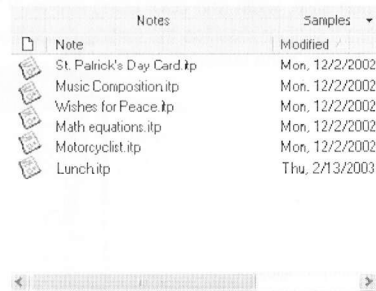 Notes Samples
Note Modified
St. Patrick's Day Card.itp Mon, 12/2/2002
Music Composition.itp Mon, 12/2/2002
Wishes for Peace.itp Mon, 12/2/2002
Math equations.itp Mon, 12/2/2002
Motorcyclist.itp Mon, 12/2/2002
Lunch.itp Thu, 2/13/2003